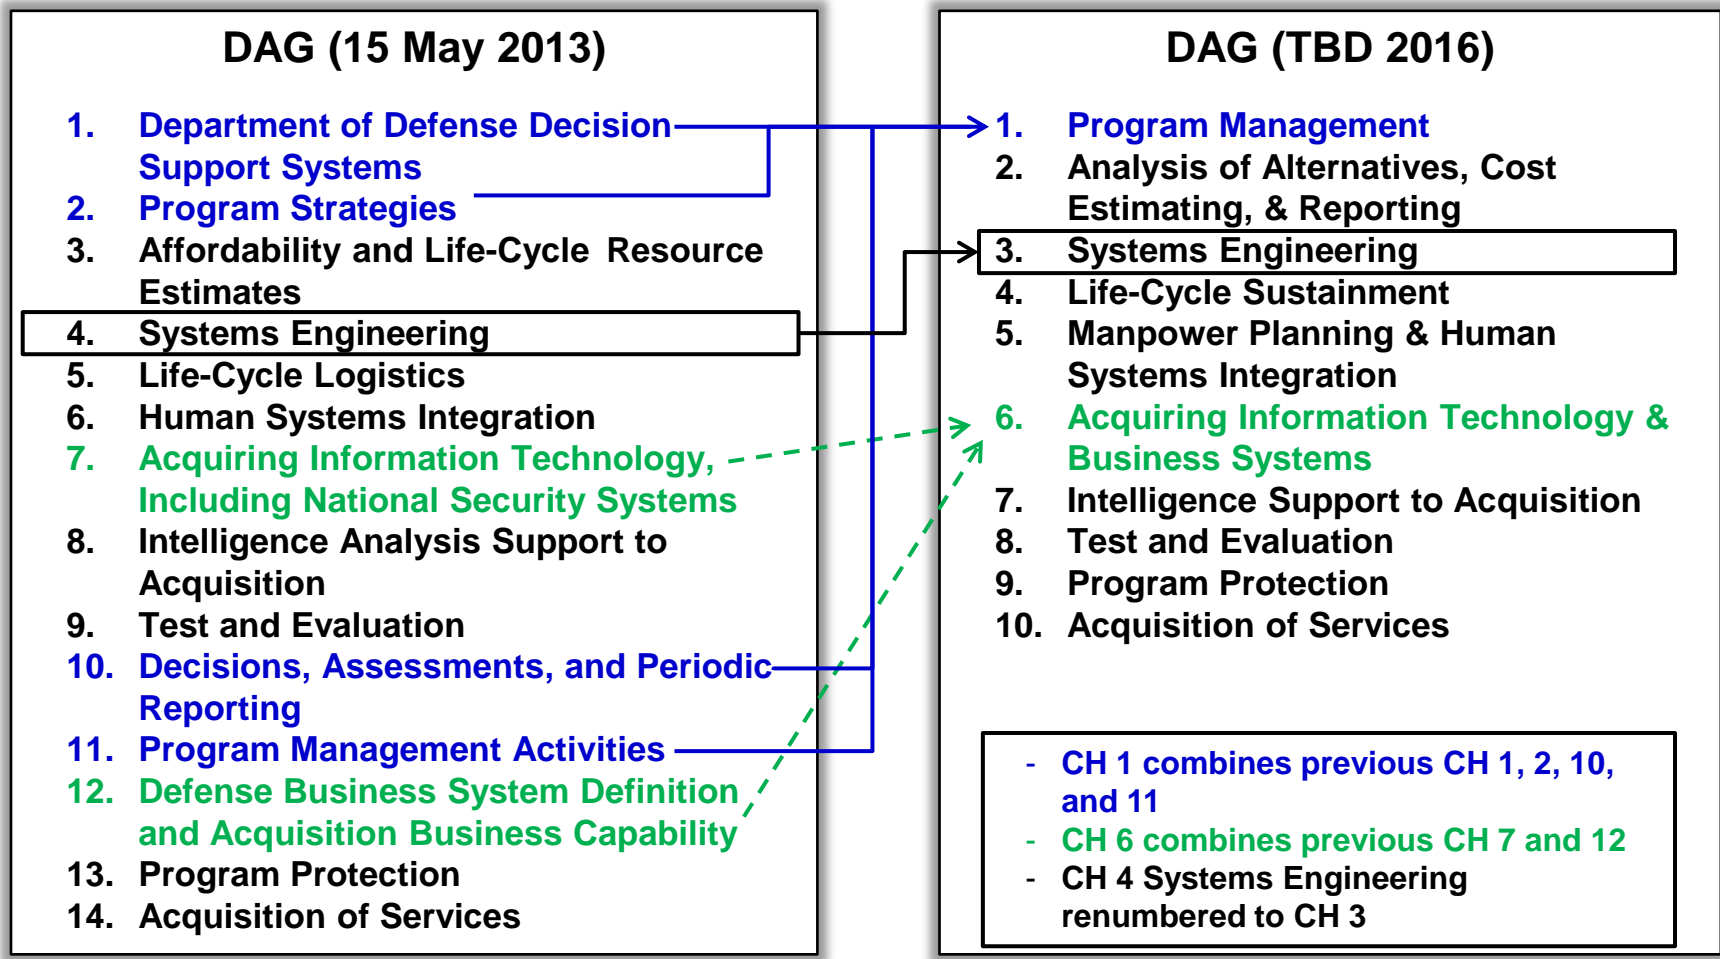 DAG (15 May 2013)
1. Department of Defense Decision
Support Systems
2. Program Strategies
3. Affordability and Life-Cycle Resource
Estimates
4. Systems Engineering
5. Life-Cycle Logistics
6. Human Systems Integration
7. Acquiring Information Technology,
Including National Security Systems
8. Intelligence Analysis Support to
Acquisition
9. Test and Evaluation
10. Decisions, Assessments, and Periodic
Reporting
11. Program Management Activities
12. Defense Business System Definition
and Acquisition Business Capability
13. Program Protection
14. Acquisition of Services
DAG (TBD 2016)
1. Program Management
2. Analysis of Alternatives, Cost
Estimating, & Reporting
3. Systems Engineering
4. Life-Cycle Sustainment
5. Manpower Planning & Human
Systems Integration
6. Acquiring Information Technology &
Business Systems
7. Intelligence Support to Acquisition
8. Test and Evaluation
9. Program Protection
10. Acquisition of Services
- CH 1 combines previous CH 1, 2, 10,
and 11
- CH 6 combines previous CH 7 and 12
- CH 4 Systems Engineering
renumbered to CH 3